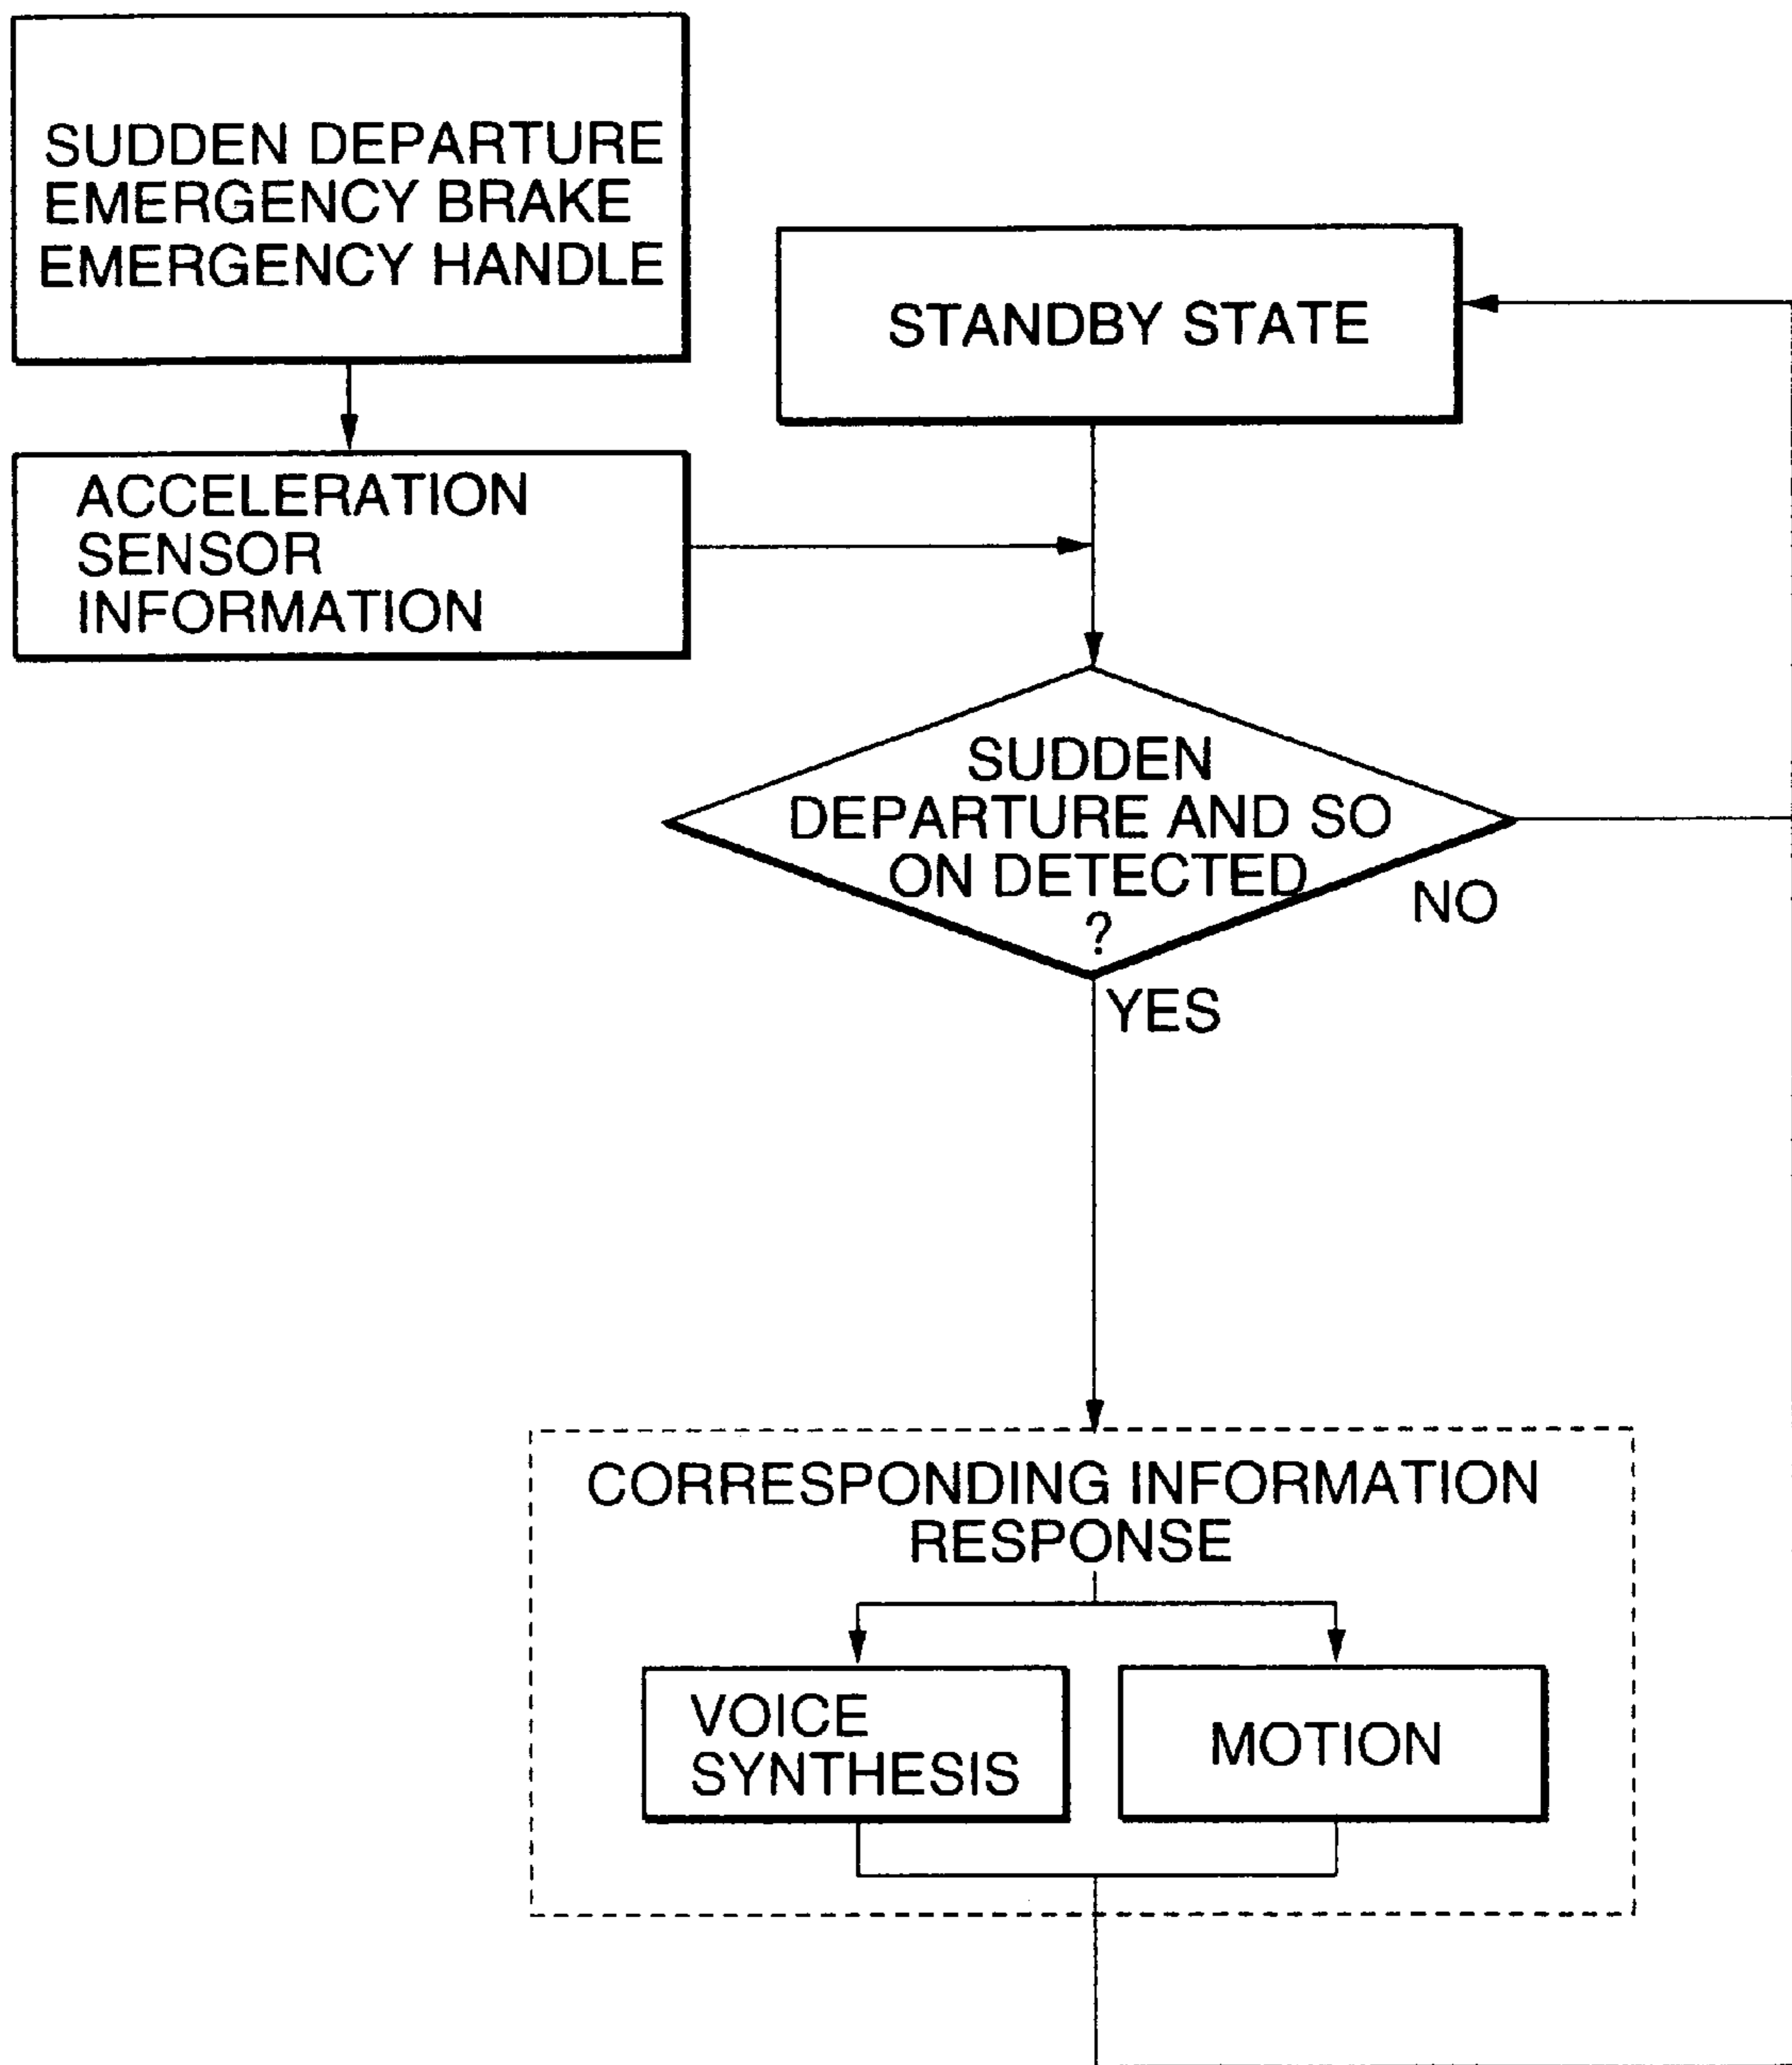 SUDDEN DEPARTURE
EMERGENCY BRAKE
EMERGENCY HANDLE
STANDBY STATE
ACCELERATION
SENSOR
INFORMATION
SUDDEN
DEPARTURE AND SO
ON DETECTED
?
NO
YES
CORRESPONDING INFORMATION
RESPONSE
VOICE
SYNTHESIS
MOTION